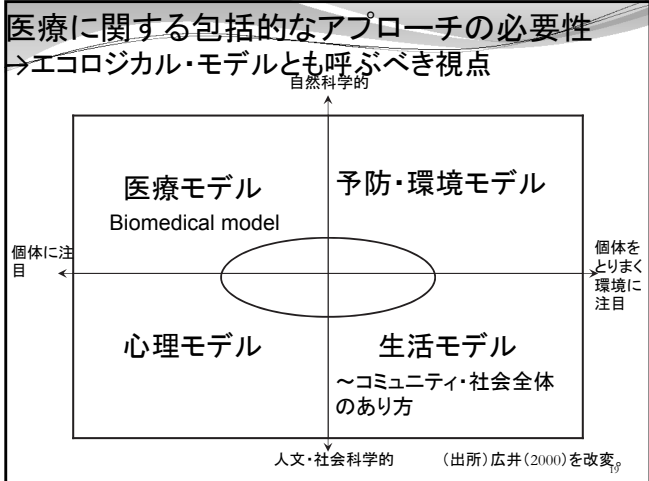 医療に関する包括的なアプローチの必要性
→エコロジカル・モデルとも呼ぶべき視点
自然科学的
医療モデル
Biomedical model
予防・環境モデル
個体に注
目
個体を
とりまく
環境に
注目
心理モデル
生活モデル
～コミュニティ・社会全体
のあり方
人文・社会科学的
（出所）広井（2000）を改変。
19